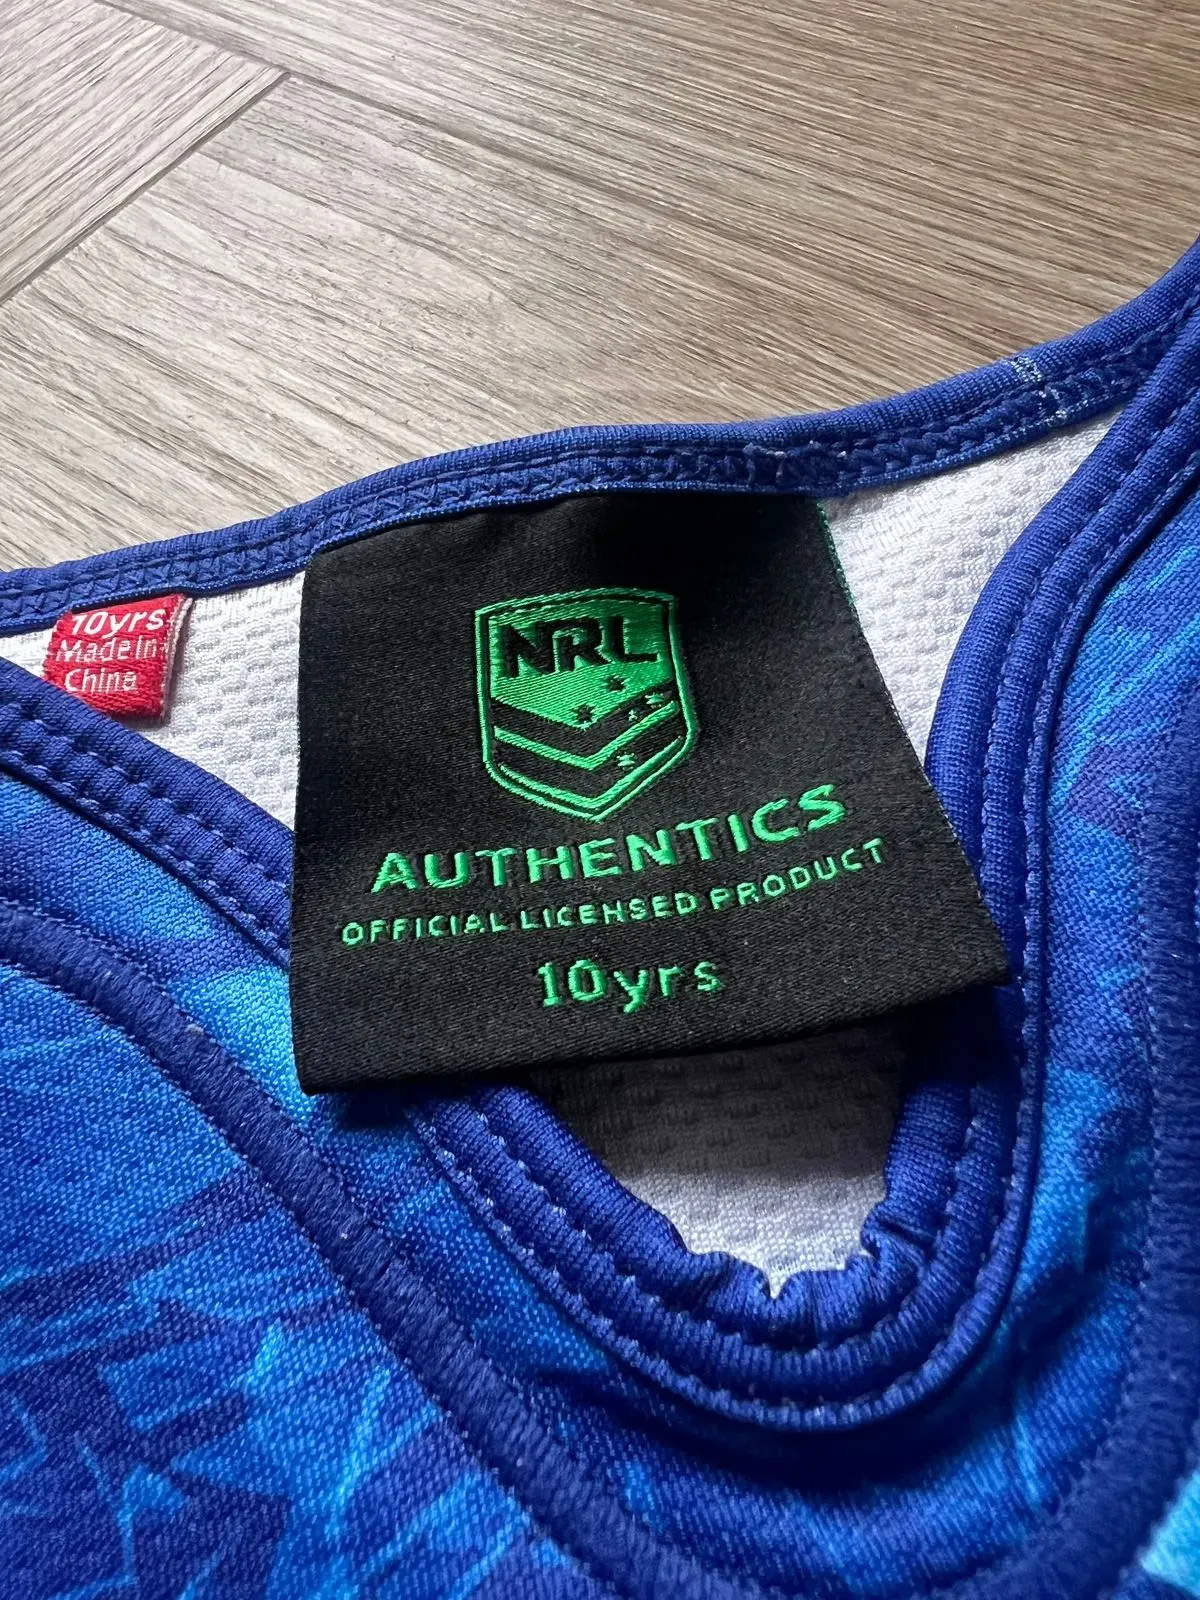 10yrs
Made In
China
NRL
AUTHENTICS
OFFICIAL LICENSED PRODUCT
10yrs